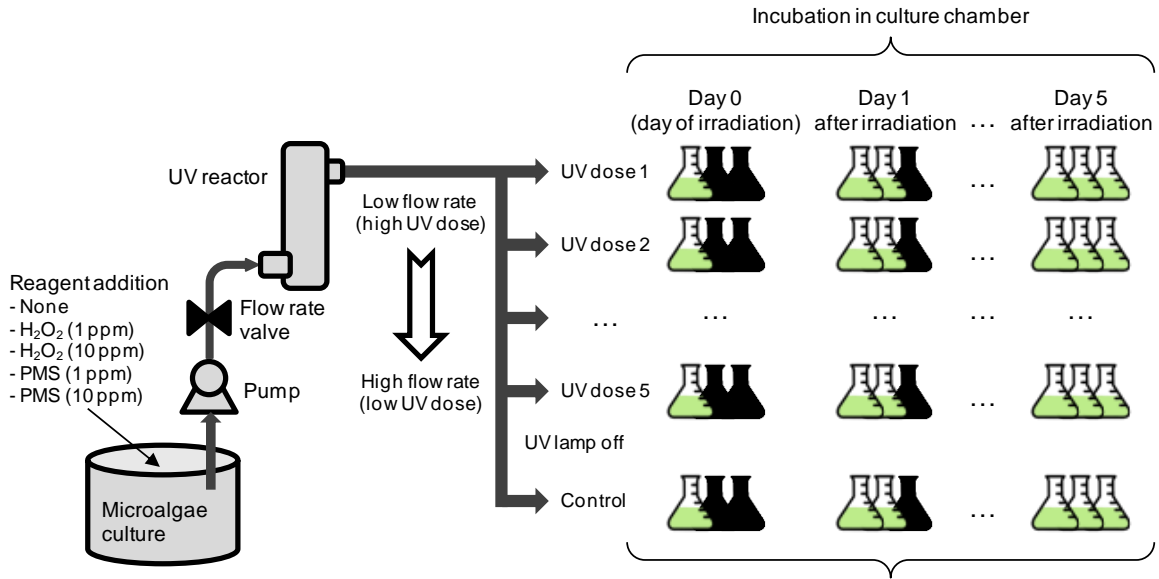 Incubation in culture chamber
Day 0
(day of irradiation)
Day 1
after irradiation
...
Day 5
after irradiation
UV reactor
Low flow rate
(high UV dose)
High flow rate
(low UV dose)
UV dose 1
...
UV dose 2
...
...
...
...
...
...
UV dose 5
...
UV lamp off
Control
...
Reagent addition
- None
- H₂O₂ (1 ppm)
- H₂O₂ (10 ppm)
- PMS (1 ppm)
- PMS (10 ppm)
Flow rate
valve
Pump
Microalgae
culture